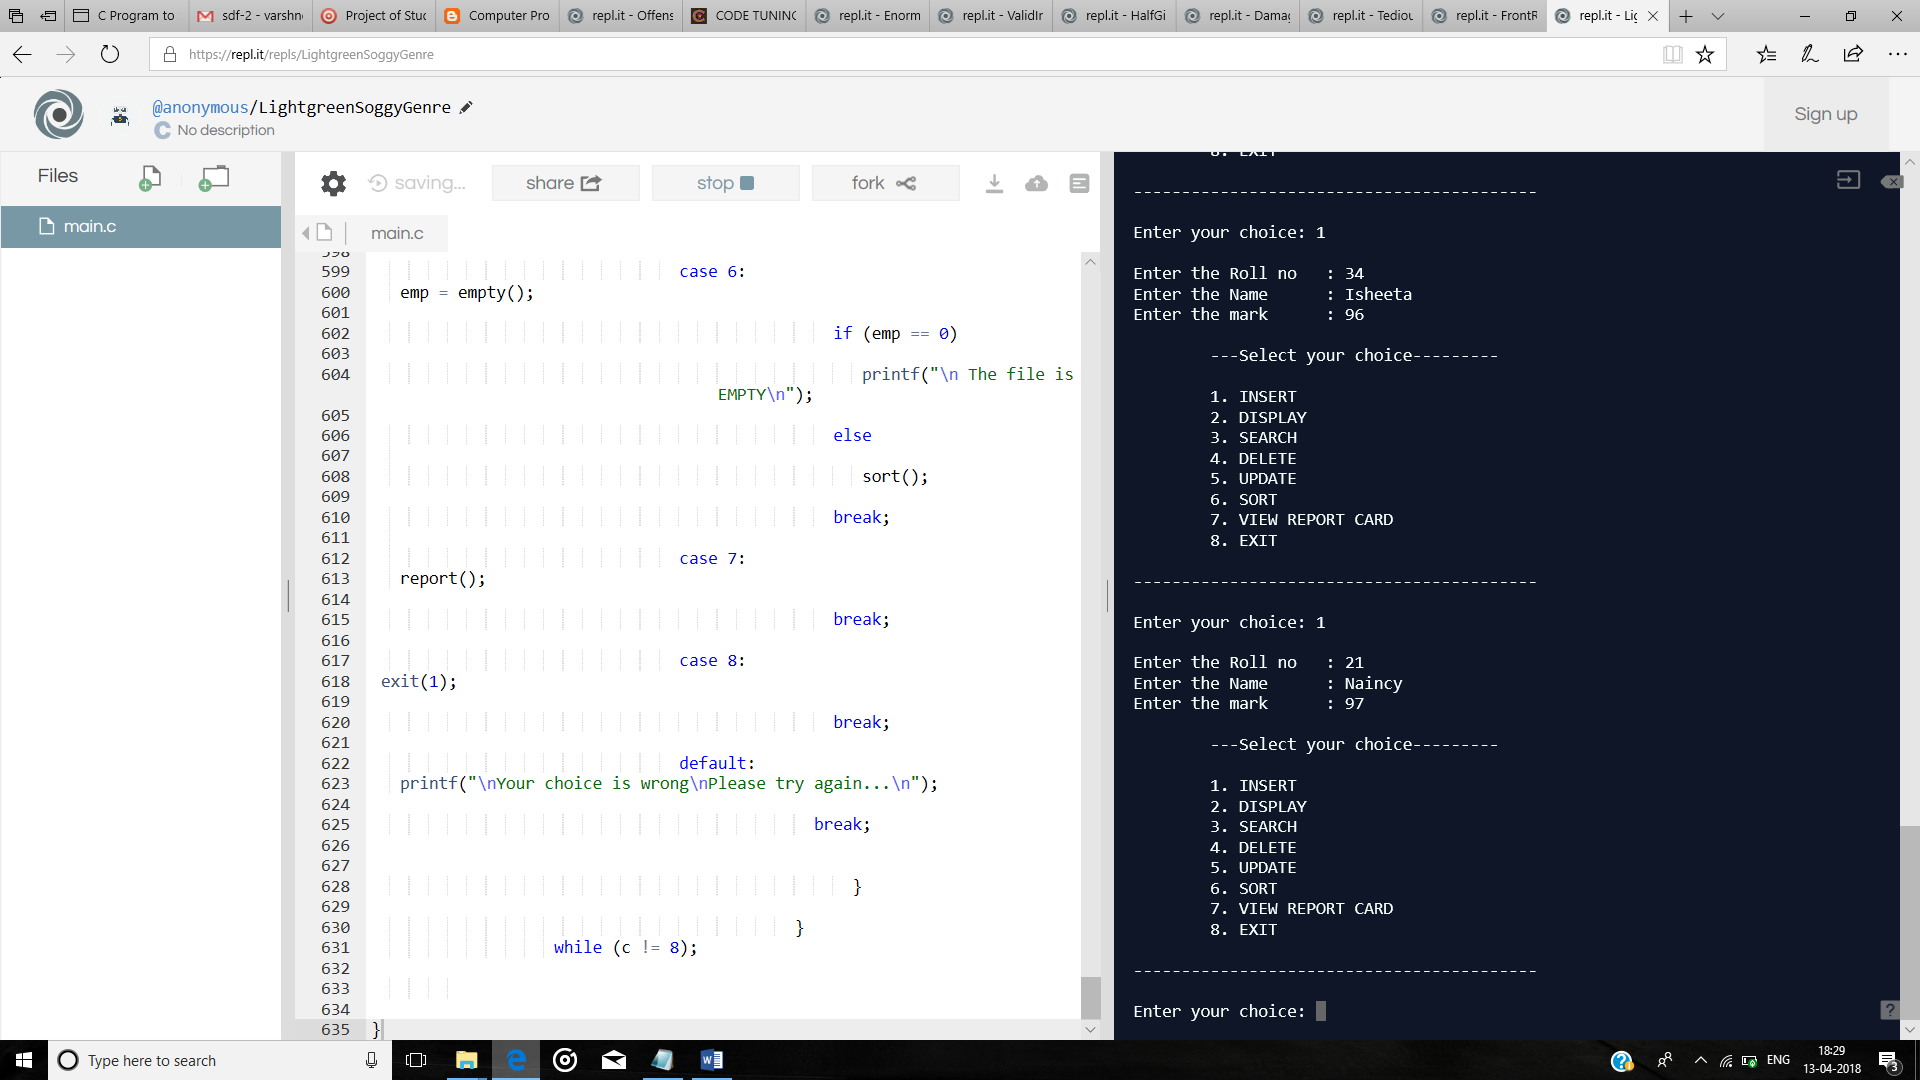 C Program to
sdf-2 - varshn
Project of Stuc
Computer Pro
repl.it - Offens
CODE TUNING
repl.it - Enorm
repl.it - ValidIr
repl.it - HalfGi
repl.it - Damag
repl.it - Tediou
repl.it - FrontR
repl.it - Lig
https://repl.it/repls/LightgreenSoggyGenre
@anonymous/LightgreenSoggyGenre
No description
Sign up
Files
saving...
share
stop
fork
main.c
main.c
598
599 case 6:
600 emp = empty();
601
602 if (emp == 0)
603
604 printf("\n The file is
EMPTY\n");
605
606 else
607
608 sort();
609
610 break;
611
612 case 7:
613 report();
614
615 break;
616
617 case 8:
618 exit(1);
619
620 break;
621
622 default:
623 printf("\nYour choice is wrong\nPlease try again...\n");
624
625 break;
626
627
628 }
629
630 }
631 while (c != 8);
632
633
634
635 }
8. EXIT
------------------------------------------
Enter your choice: 1
Enter the Roll no : 34
Enter the Name : Isheeta
Enter the mark : 96
---Select your choice---------
1. INSERT
2. DISPLAY
3. SEARCH
4. DELETE
5. UPDATE
6. SORT
7. VIEW REPORT CARD
8. EXIT
------------------------------------------
Enter your choice: 1
Enter the Roll no : 21
Enter the Name : Naincy
Enter the mark : 97
---Select your choice---------
1. INSERT
2. DISPLAY
3. SEARCH
4. DELETE
5. UPDATE
6. SORT
7. VIEW REPORT CARD
8. EXIT
------------------------------------------
Enter your choice:
?
Type here to search
ENG
18:29
13-04-2018
3